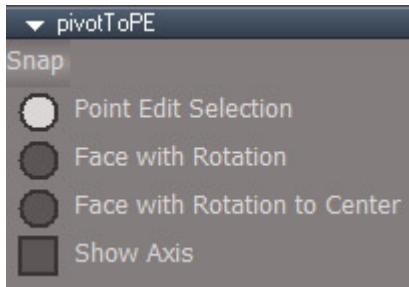 pivotToPE
Snap
Point Edit Selection
Face with Rotation
Face with Rotation to Center
Show Axis